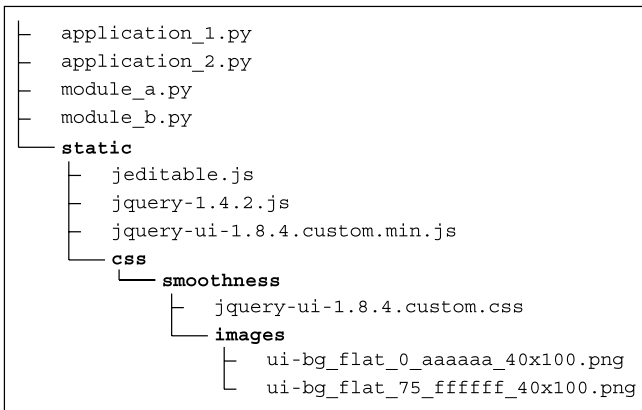 application_1.py
application_2.py
module_a.py
module_b.py
static
jeditable.js
jquery-1.4.2.js
jquery-ui-1.8.4.custom.min.js
css
smoothness
jquery-ui-1.8.4.custom.css
images
ui-bg_flat_0_aaaaaa_40x100.png
ui-bg_flat_75_ffffff_40x100.png